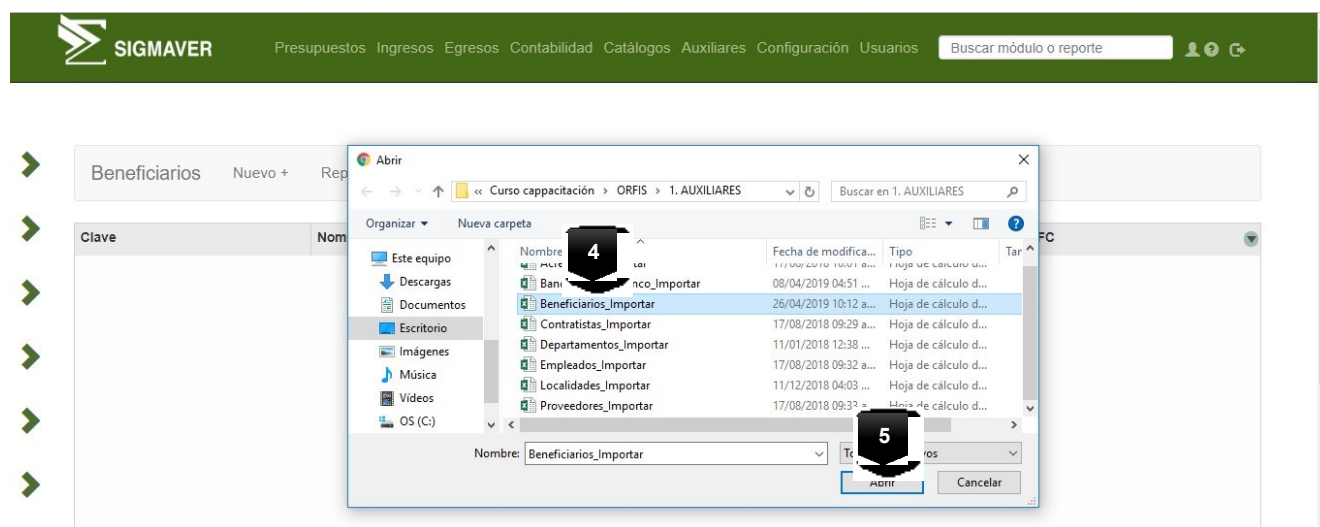 SIGMAVER Presupuestos Ingresos Egresos Contabilidad Catálogos Auxiliares Configuración Usuarios Buscar módulo o reporte
Abrir
Beneficiarios Nuevo + Rep
« Curso cappacitación › ORFIS › 1. AUXILIARES Buscar en 1. AUXILIARES
Organizar Nueva carpeta
Clave Nom FC
4
Este equipo Nombre Fecha de modifica... Tipo
Descargas nco_Importar 08/04/2019 04:51 ... Hoja de cálculo d...
Documentos Beneficiarios_Importar 26/04/2019 10:12 a... Hoja de cálculo d...
Escritorio Contratistas_Importar 17/08/2018 09:29 a... Hoja de cálculo d...
Imágenes Departamentos_Importar 11/01/2018 12:38 ... Hoja de cálculo d...
Música Empleados_Importar 17/08/2018 09:32 a... Hoja de cálculo d...
Vídeos Localidades_Importar 11/12/2018 04:03 ... Hoja de cálculo d...
OS (C:) Proveedores_Importar 17/08/2018 09:33 a... Hoja de cálculo d...
5
Nombre: Beneficiarios_Importar
Abrir Cancelar